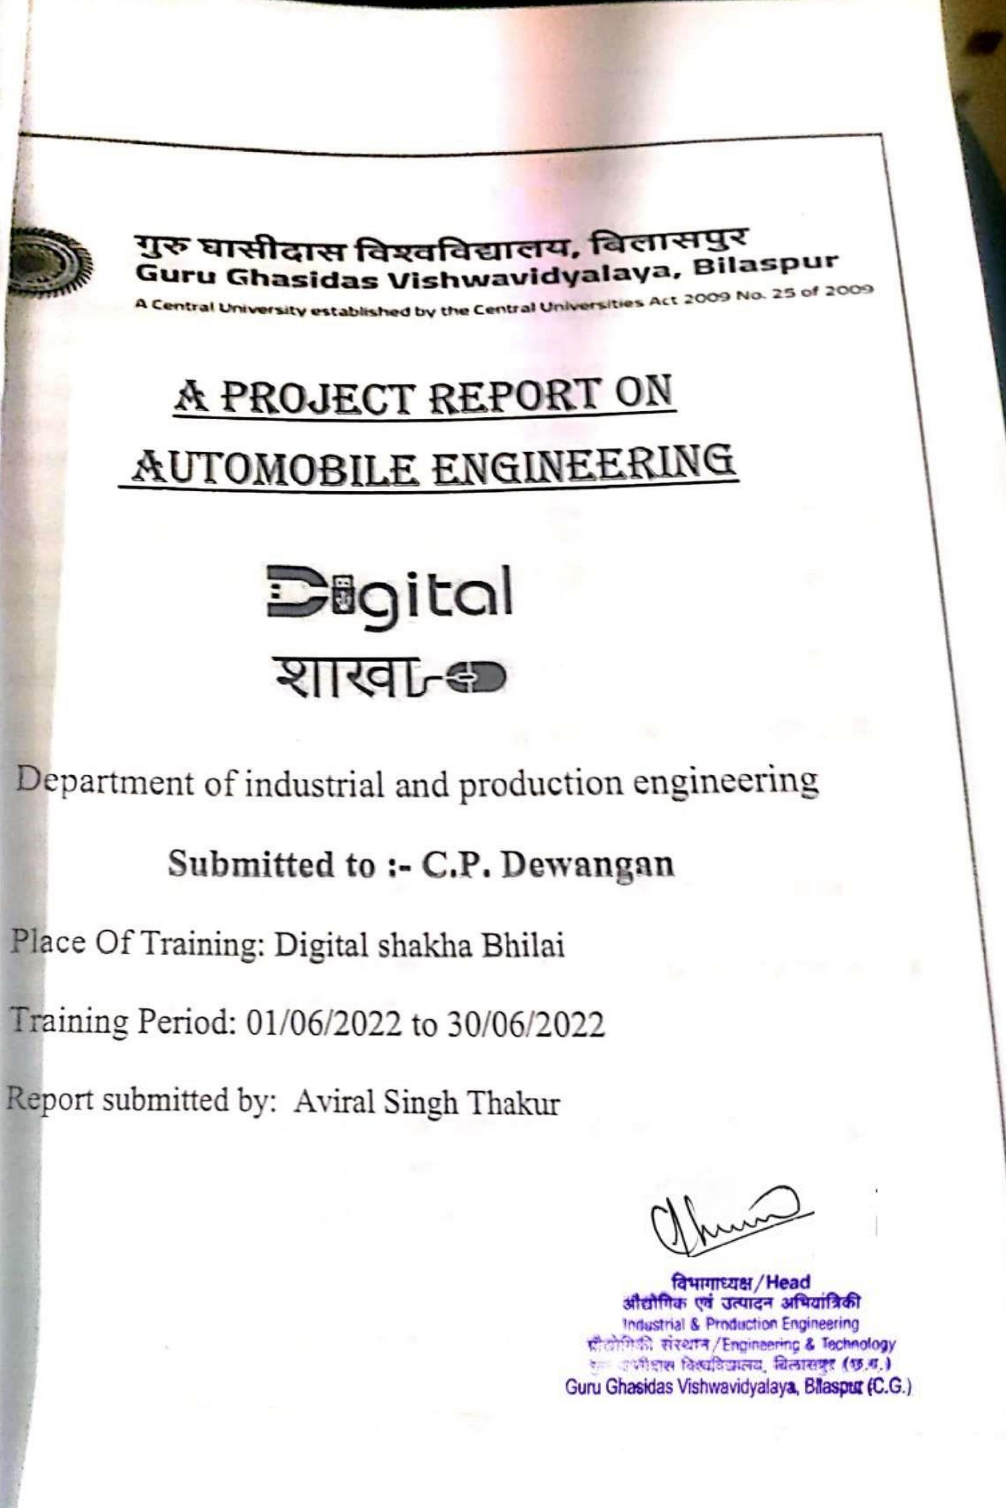 गुरु घासीदास विश्वविद्यालय, बिलासपुर
Guru Ghasidas Vishwavidyalaya, Bilaspur
A Central University established by the Central Universities Act 2009 No. 25 of 2009
A PROJECT REPORT ON
AUTOMOBILE ENGINEERING
Digital
शाखा
Department of industrial and production engineering
Submitted to :- C.P. Dewangan
Place Of Training: Digital shakha Bhilai
Training Period: 01/06/2022 to 30/06/2022
Report submitted by: Aviral Singh Thakur
विभागाध्यक्ष/Head
औद्योगिक एवं उत्पादन अभियांत्रिकी
Industrial & Production Engineering
प्रौद्योगिकी संस्थान/Engineering & Technology
घासीदास विश्वविद्यालय, बिलासपुर (छ.ग.)
Guru Ghasidas Vishwavidyalaya, Bilaspur (C.G.)